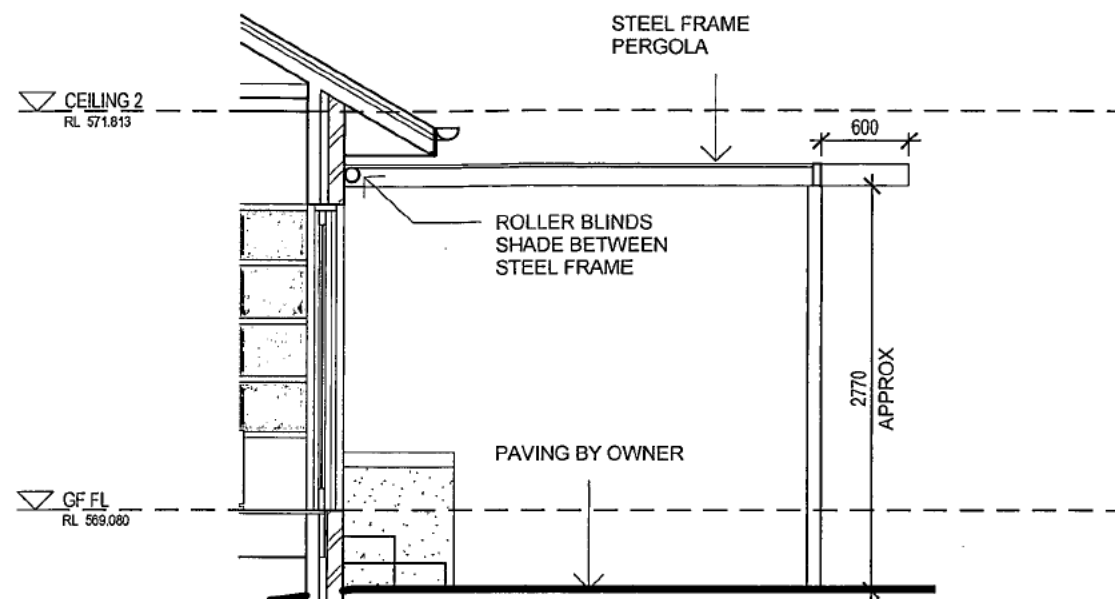 STEEL FRAME
PERGOLA
CEILING 2
RL 571.813
600
ROLLER BLINDS
SHADE BETWEEN
STEEL FRAME
2770
APPROX
PAVING BY OWNER
GF FL
RL 569.080